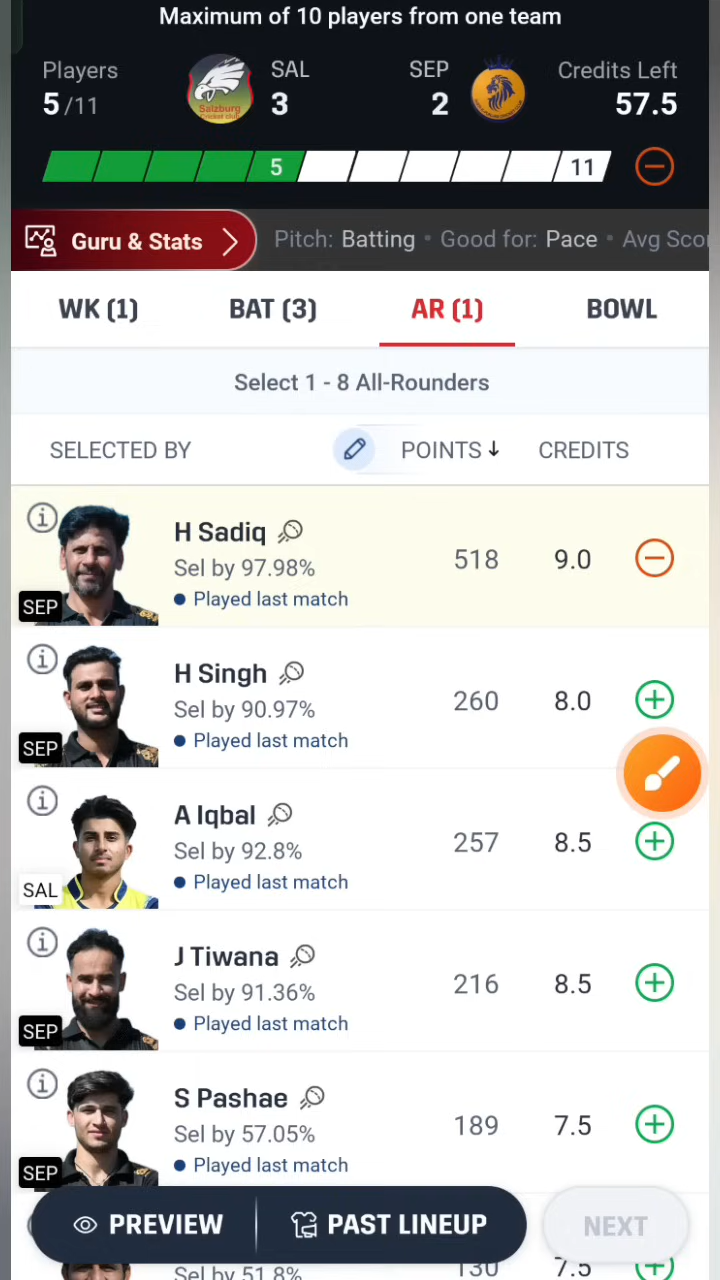 Maximum of 10 players from one team
Players
5 /11
SAL
3
SEP
2
Credits Left
57.5
Salzburg
Cricket Club
5
11
Guru & Stats
Pitch: Batting • Good for: Pace • Avg Scor
WK (1)
BAT (3)
AR (1)
BOWL
Select 1 - 8 All-Rounders
SELECTED BY
POINTS ↓
CREDITS
H Sadiq
Sel by 97.98%
Played last match
SEP
518
9.0
H Singh
Sel by 90.97%
Played last match
SEP
260
8.0
A Iqbal
Sel by 92.8%
Played last match
SAL
257
8.5
J Tiwana
Sel by 91.36%
Played last match
SEP
216
8.5
S Pashae
Sel by 57.05%
Played last match
SEP
189
7.5
PREVIEW
PAST LINEUP
NEXT
Sel by 51.8%
130
7.5